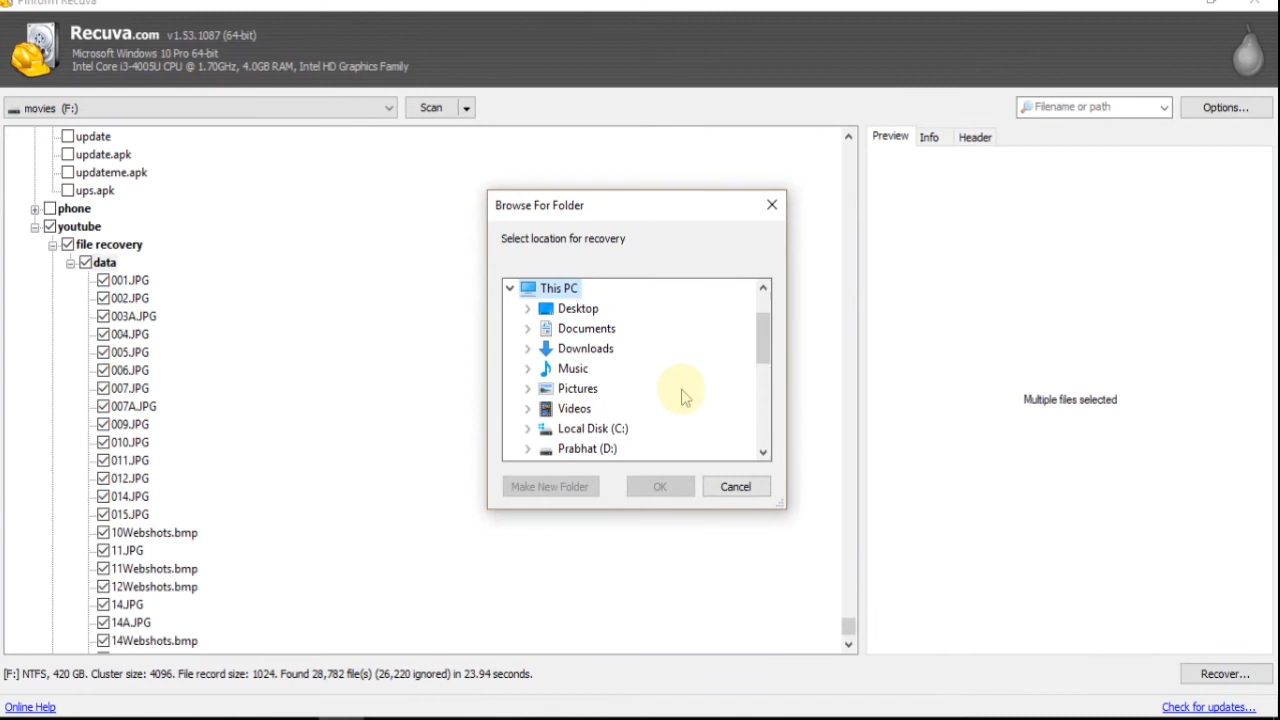 Piriform Recuva
Recuva.com v1.53.1087 (64-bit)
Microsoft Windows 10 Pro 64-bit
Intel Core i3-4005U CPU @ 1.70GHz, 4.0GB RAM, Intel HD Graphics Family
movies (F:)
Scan
Filename or path
Options...
update
update.apk
updateme.apk
ups.apk
phone
youtube
file recovery
data
001.JPG
002.JPG
003A.JPG
004.JPG
005.JPG
006.JPG
007.JPG
007A.JPG
009.JPG
010.JPG
011.JPG
012.JPG
014.JPG
015.JPG
10Webshots.bmp
11.JPG
11Webshots.bmp
12Webshots.bmp
14.JPG
14A.JPG
14Webshots.bmp
Browse For Folder
Select location for recovery
This PC
Desktop
Documents
Downloads
Music
Pictures
Videos
Local Disk (C:)
Prabhat (D:)
Make New Folder
OK
Cancel
Preview
Info
Header
Multiple files selected
[F:] NTFS, 420 GB. Cluster size: 4096. File record size: 1024. Found 28,782 file(s) (26,220 ignored) in 23.94 seconds.
Recover...
Online Help
Check for updates...